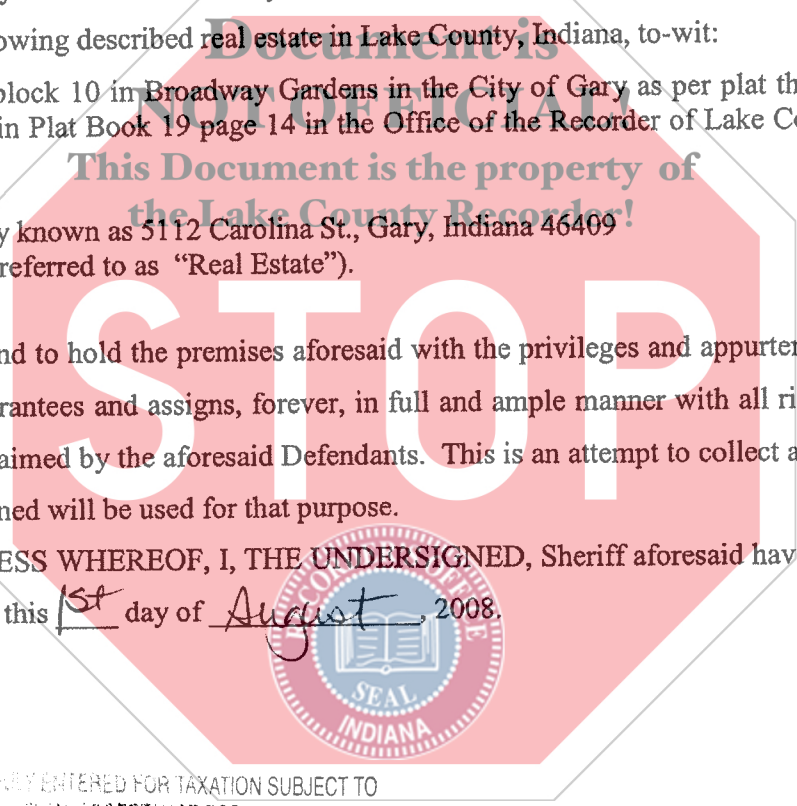 owing described real estate in Lake County, Indiana, to-wit:
Document is
block 10 in Broadway Gardens in the City of Gary as per plat th
NOT OFFICIAL!
in Plat Book 19 page 14 in the Office of the Recorder of Lake Co
This Document is the property of
the Lake County Recorder!
y known as 5112 Carolina St., Gary, Indiana 46409
referred to as “Real Estate”).
STOP
nd to hold the premises aforesaid with the privileges and appurten
rantees and assigns, forever, in full and ample manner with all ri
aimed by the aforesaid Defendants. This is an attempt to collect a
ned will be used for that purpose.
ESS WHEREOF, I, THE UNDERSIGNED, Sheriff aforesaid hav
this 1st day of August, 2008.
SEAL
INDIANA
ENTERED FOR TAXATION SUBJECT TO